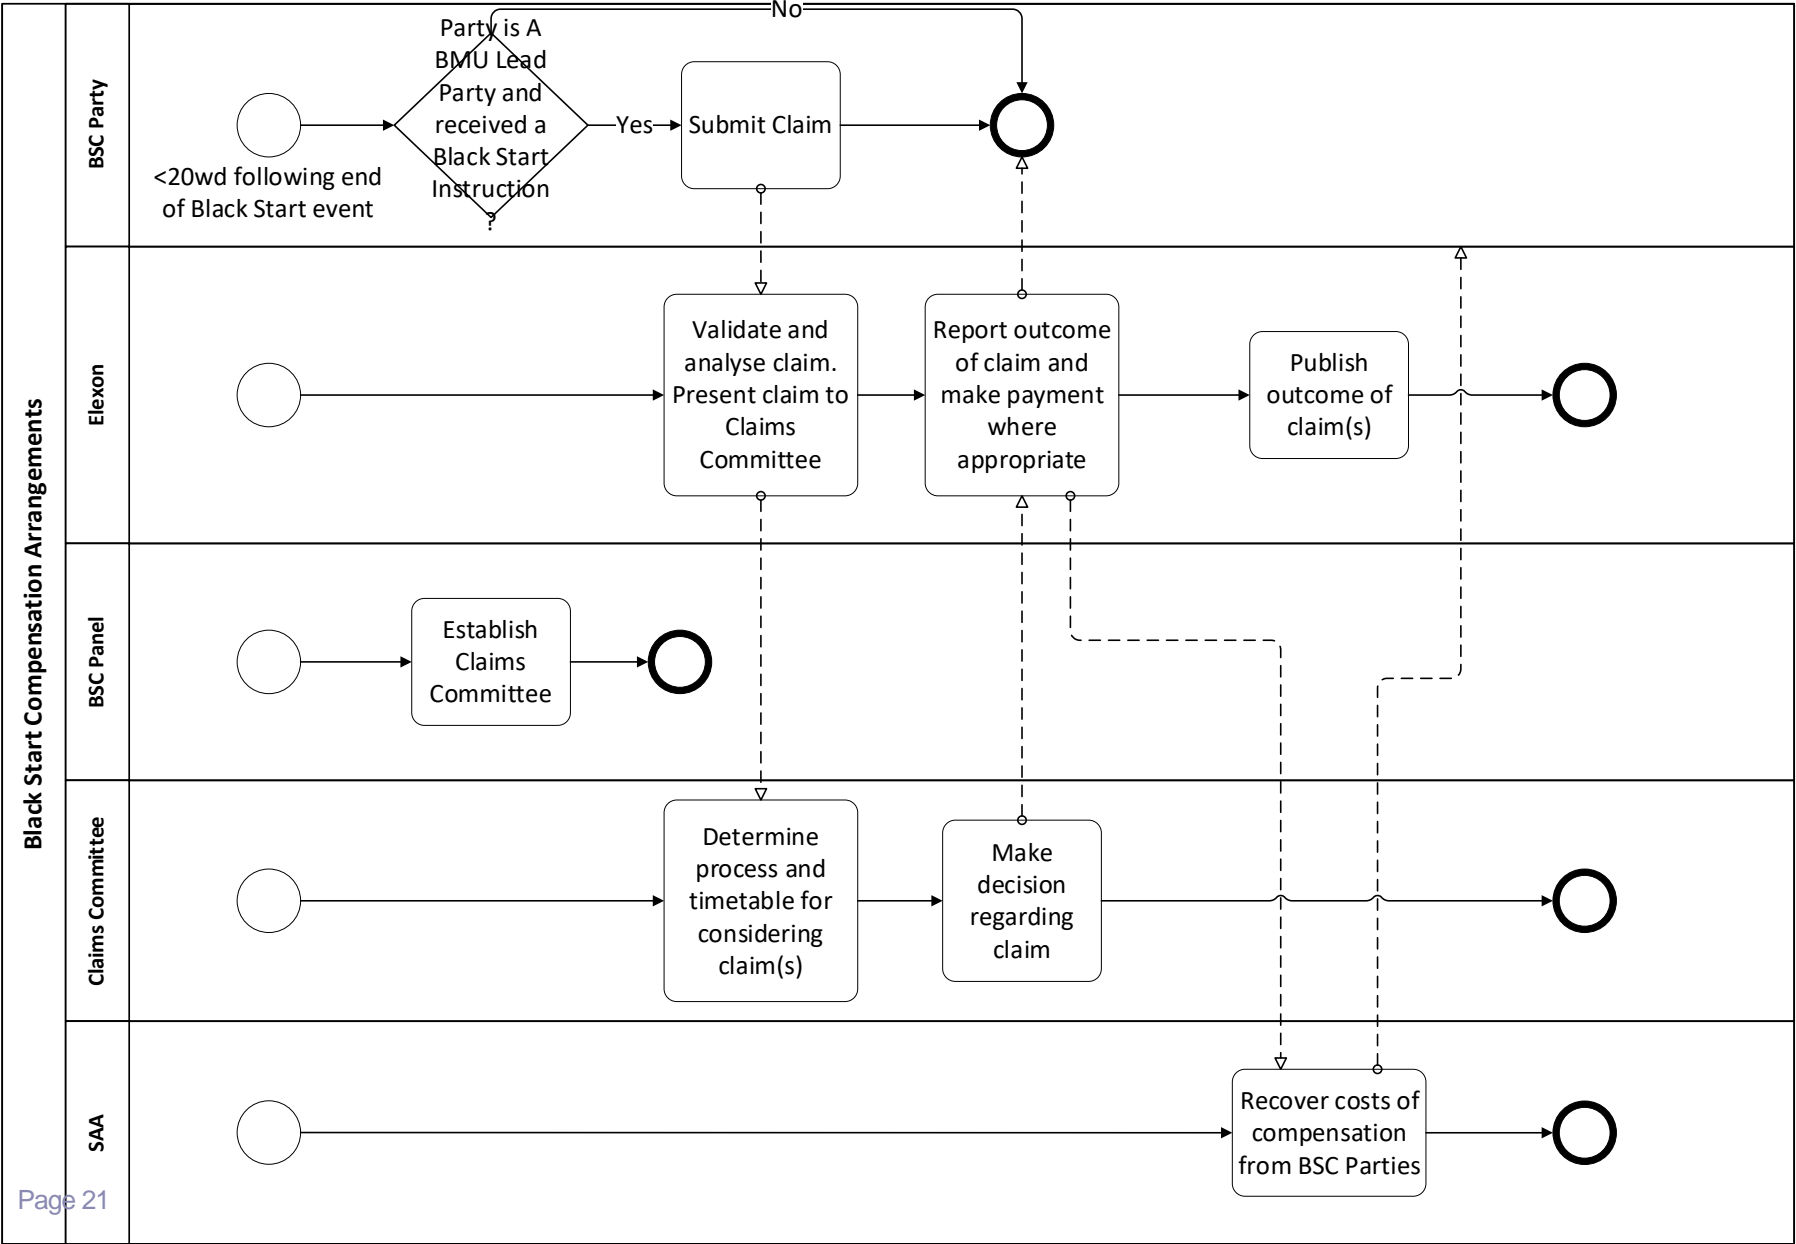 Black Start Compensation Arrangements
BSC Party
No
Party is A
BMU Lead
Party and
received a
Black Start
Instruction
?
<20wd following end
of Black Start event
Yes
Submit Claim
Elexon
Validate and
analyse claim.
Present claim to
Claims
Committee
Report outcome
of claim and
make payment
where
appropriate
Publish
outcome of
claim(s)
BSC Panel
Establish
Claims
Committee
Claims Committee
Determine
process and
timetable for
considering
claim(s)
Make
decision
regarding
claim
SAA
Recover costs of
compensation
from BSC Parties
Page 21